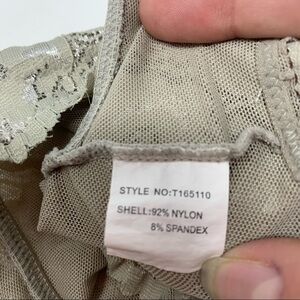 STYLE NO:T165110
SHELL:92% NYLON
8% SPANDEX